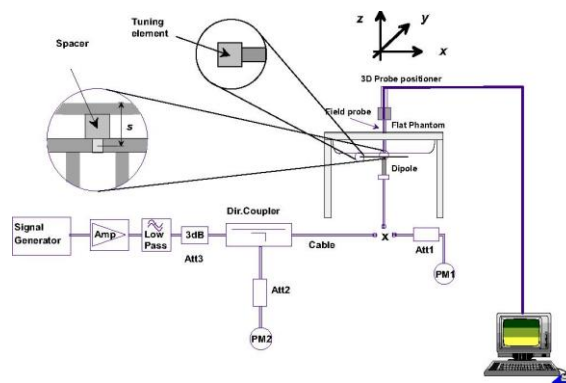 Tuning
element
Spacer
s
z
y
x
3D Probe positioner
Field probe
Flat Phantom
Dipole
Signal
Generator
Amp
Low
Pass
3dB
Att3
Dir.Coupler
Cable
x
Att1
PM1
Att2
PM2